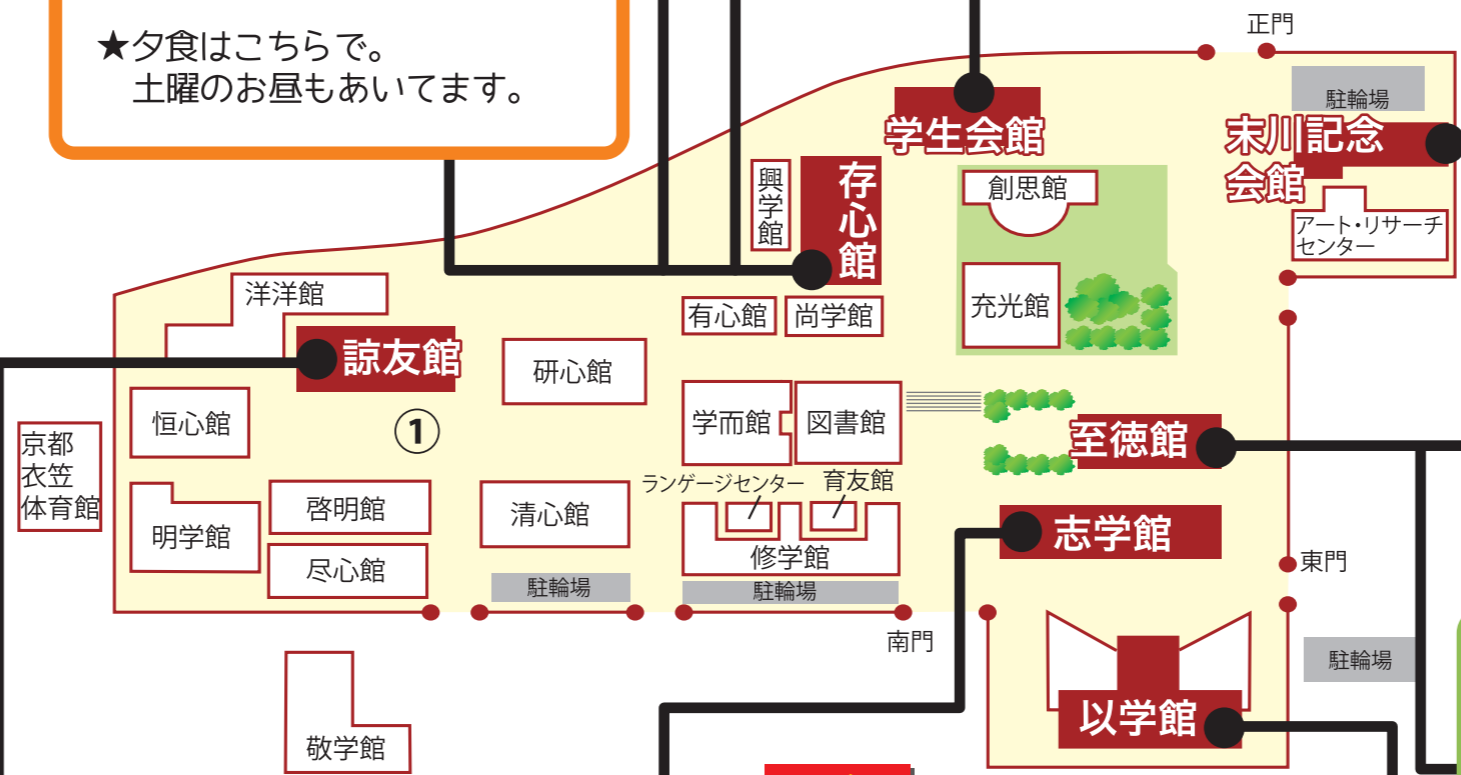 ★夕食はこちらで。
土曜のお昼もあいてます。
正門
駐輪場
学生会館
末川記念
会館
興学館
存心館
創思館
アート・リサーチ
センター
洋洋館
有心館
尚学館
充光館
諒友館
研心館
恒心館
①
学而館
図書館
至徳館
京都
衣笠
体育館
ランゲージセンター
育友館
啓明館
清心館
明学館
志学館
修学館
尽心館
東門
駐輪場
駐輪場
南門
駐輪場
以学館
敬学館